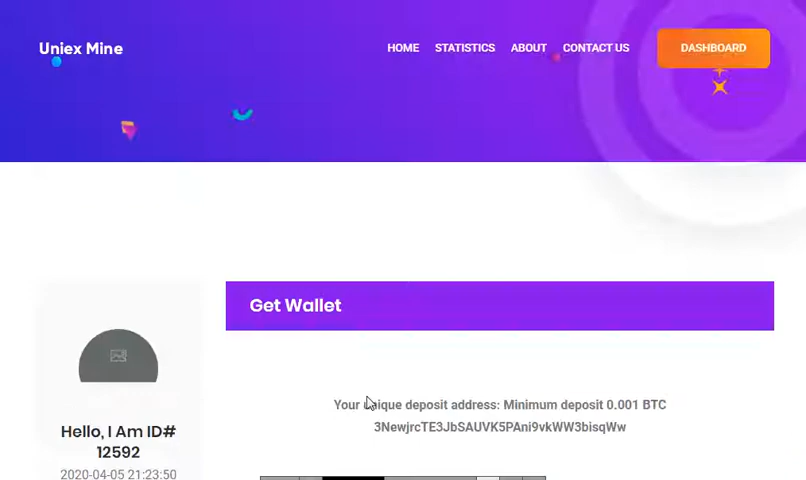 Uniex Mine
HOME STATISTICS ABOUT CONTACT US DASHBOARD
Get Wallet
Your unique deposit address: Minimum deposit 0.001 BTC
3NewjrcTE3JbSAUVK5PAni9vkWW3bisqWw
Hello, I Am ID#
12592
2020-04-05 21:23:50